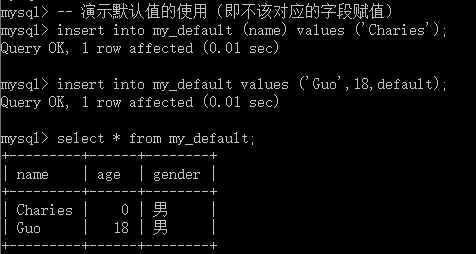 mysql> -- 演示默认值的使用（即不该对应的字段赋值）
mysql> insert into my_default (name) values ('Charies');
Query OK, 1 row affected (0.01 sec)
mysql> insert into my_default values ('Guo',18,default);
Query OK, 1 row affected (0.01 sec)
mysql> select * from my_default;
+---------+------+--------+
| name    | age  | gender |
+---------+------+--------+
| Charies |    0 | 男
| Guo     |   18 | 男
+---------+------+--------+